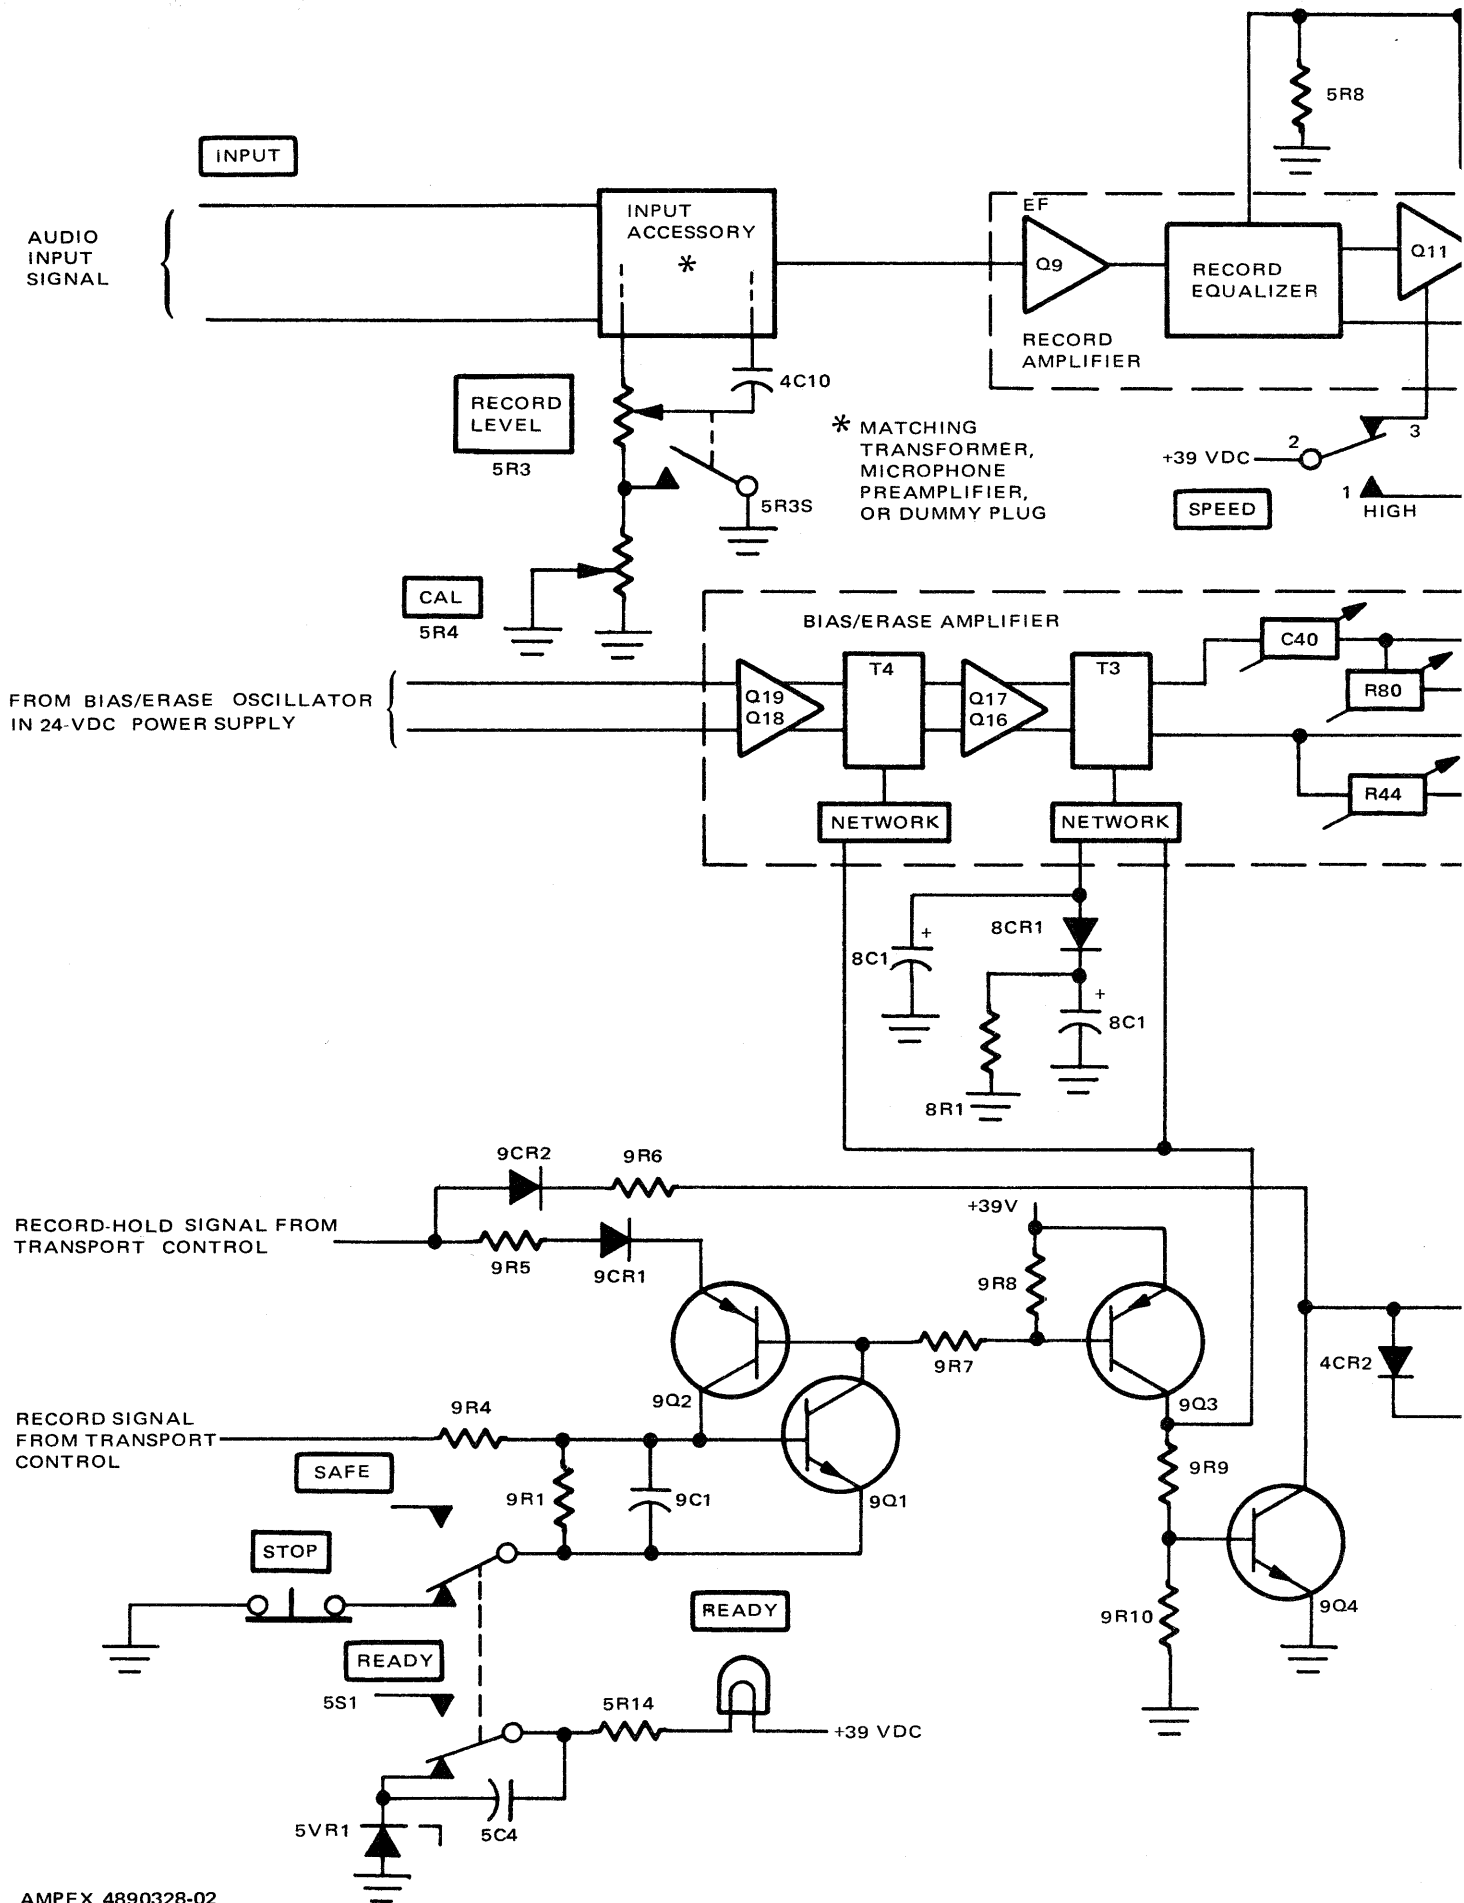 5R8
INPUT
AUDIO
INPUT
SIGNAL
INPUT
ACCESSORY
*
EF
Q9
RECORD
EQUALIZER
Q11
RECORD
AMPLIFIER
4C10
RECORD
LEVEL
5R3
5R3S
* MATCHING
TRANSFORMER,
MICROPHONE
PREAMPLIFIER,
OR DUMMY PLUG
2
3
+39 VDC
1
HIGH
SPEED
CAL
5R4
BIAS/ERASE AMPLIFIER
C40
R80
R44
FROM BIAS/ERASE OSCILLATOR
IN 24-VDC POWER SUPPLY
Q19
Q18
T4
Q17
Q16
T3
NETWORK
NETWORK
+
8C1
8CR1
+
8C1
8R1
9CR2
9R6
RECORD-HOLD SIGNAL FROM
TRANSPORT CONTROL
9R5
9CR1
+39V
9R8
9R7
9Q2
9Q3
4CR2
RECORD SIGNAL
FROM TRANSPORT
CONTROL
9R4
SAFE
9R1
9C1
9Q1
9R9
STOP
READY
9R10
9Q4
READY
5S1
5R14
+39 VDC
5VR1
5C4
AMPEX 4890328-02